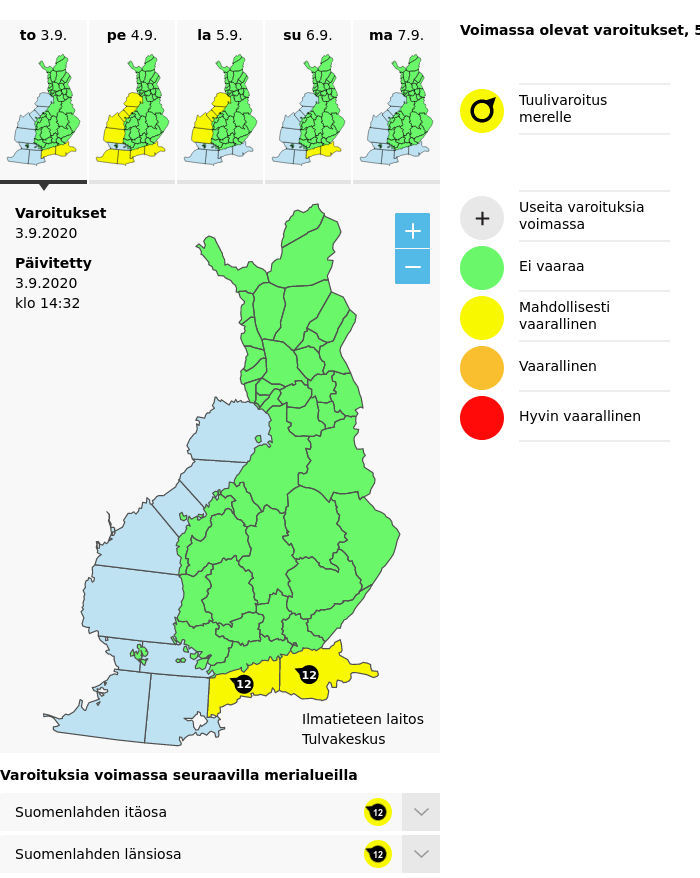 to 3.9.
pe 4.9.
la 5.9.
su 6.9.
ma 7.9.
Voimassa olevat varoitukset, 5
Tuulivaroitus
merelle
Varoitukset
3.9.2020
Päivitetty
3.9.2020
klo 14:32
+
−
+
Useita varoituksia
voimassa
Ei vaaraa
Mahdollisesti
vaarallinen
Vaarallinen
Hyvin vaarallinen
12
12
Ilmatieteen laitos
Tulvakeskus
Varoituksia voimassa seuraavilla merialueilla
Suomenlahden itäosa 12
Suomenlahden länsiosa 12